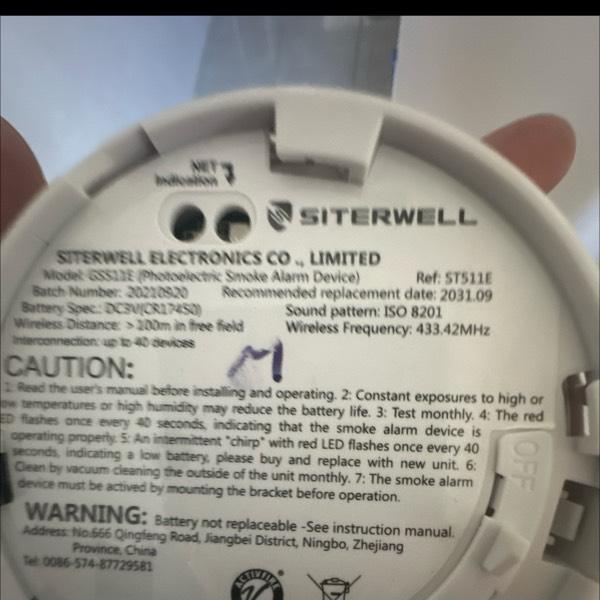 NET
Indication
SITERWELL
SITERWELL ELECTRONICS CO ., LIMITED
Model: GS511E (Photoelectric Smoke Alarm Device) Ref: ST511E
Batch Number: 20210920 Recommended replacement date: 2031.09
Battery Spec.: DC3V(CR17450) Sound pattern: ISO 8201
Wireless Distance: > 100m in free field Wireless Frequency: 433.42MHz
Interconnection: up to 40 devices
CAUTION:
1: Read the user's manual before installing and operating. 2: Constant exposures to high or
low temperatures or high humidity may reduce the battery life. 3: Test monthly. 4: The red
LED flashes once every 40 seconds, indicating that the smoke alarm device is
operating properly. 5: An intermittent "chirp" with red LED flashes once every 40
seconds, indicating a low battery, please buy and replace with new unit. 6:
Clean by vacuum cleaning the outside of the unit monthly. 7: The smoke alarm
device must be actived by mounting the bracket before operation.
OFF
WARNING: Battery not replaceable -See instruction manual.
Address: No.666 Qingfeng Road, Jiangbei District, Ningbo, Zhejiang
Province, China
Tel: 0086-574-87729581